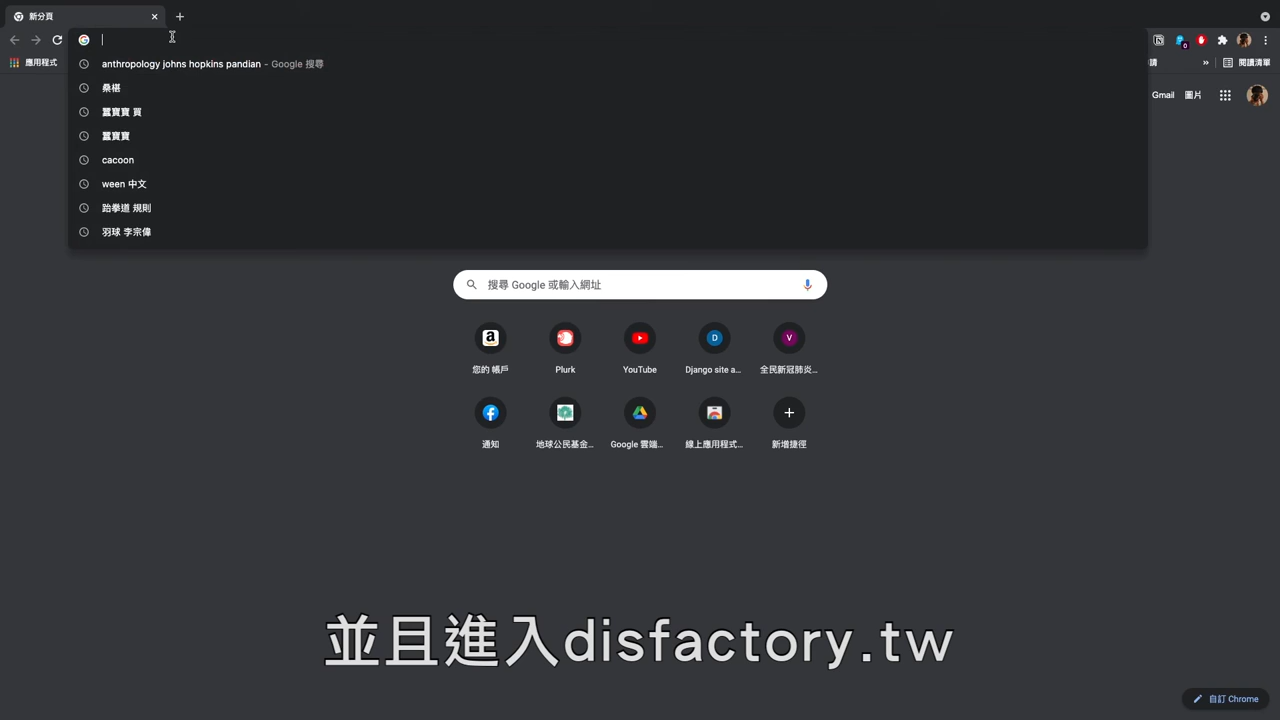 新分頁
anthropology johns hopkins pandian - Google 搜尋
桑椹
蠶寶寶 買
蠶寶寶
cacoon
ween 中文
跆拳道 規則
羽球 李宗偉
應用程式
請
»
閱讀清單
Gmail
圖片
搜尋 Google 或輸入網址
您的 帳戶
Plurk
YouTube
Django site a...
全民新冠肺炎...
通知
地球公民基金...
Google 雲端...
線上應用程式...
新增捷徑
並且進入disfactory.tw
自訂 Chrome